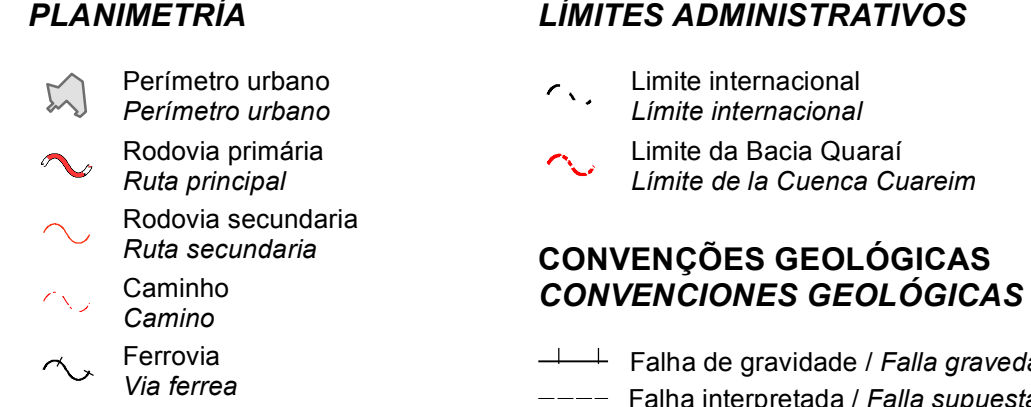 PLANIMETRÍA
Perímetro urbano
Perímetro urbano
Rodovia primária
Ruta principal
Rodovia secundaria
Ruta secundaria
Caminho
Camino
Ferrovia
Via ferrea
LÍMITES ADMINISTRATIVOS
Limite internacional
Límite internacional
Limite da Bacia Quaraí
Límite de la Cuenca Cuareim
CONVENÇÕES GEOLÓGICAS
CONVENCIONES GEOLÓGICAS
Falha de gravidade / Falla
Falha interpretada / Falla supuesta